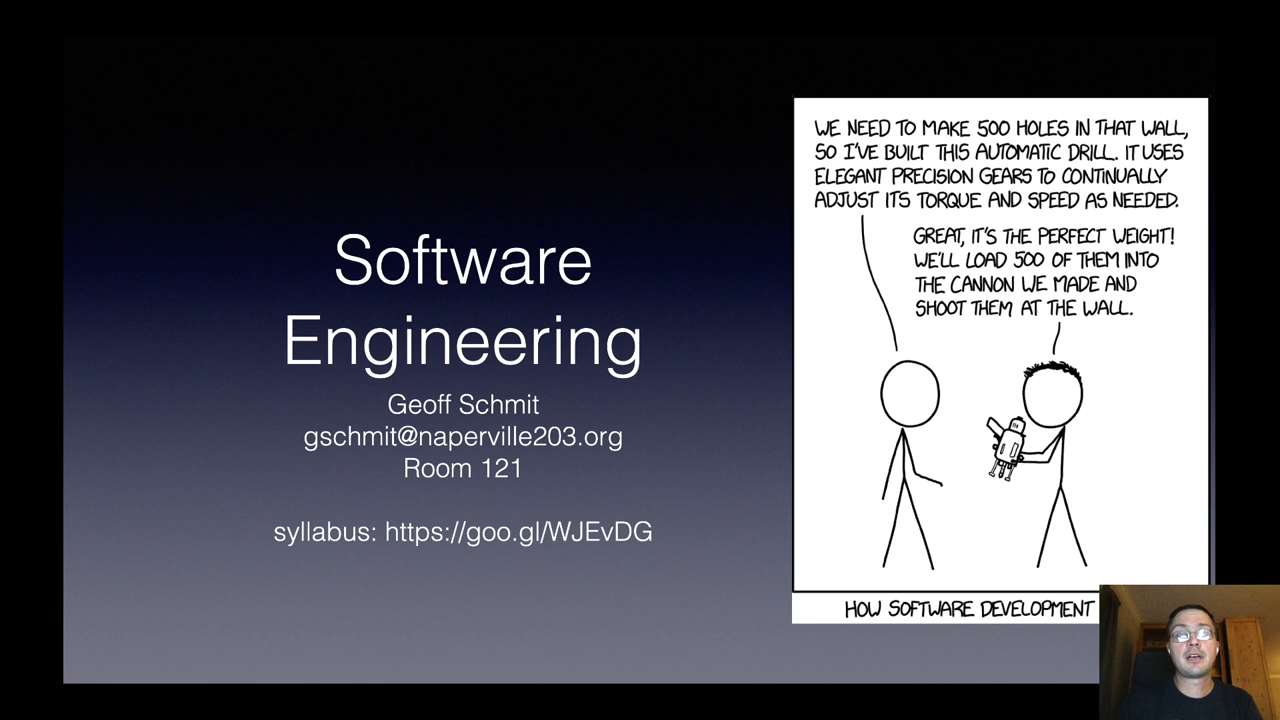 Software
Engineering
Geoff Schmit
gschmit@naperville203.org
Room 121
syllabus: https://goo.gl/WJEvDG
WE NEED TO MAKE 500 HOLES IN THAT WALL,
SO I'VE BUILT THIS AUTOMATIC DRILL. IT USES
ELEGANT PRECISION GEARS TO CONTINUALLY
ADJUST ITS TORQUE AND SPEED AS NEEDED.
GREAT, IT'S THE PERFECT WEIGHT!
WE'LL LOAD 500 OF THEM INTO
THE CANNON WE MADE AND
SHOOT THEM AT THE WALL.
HOW SOFTWARE DEVELOPMENT